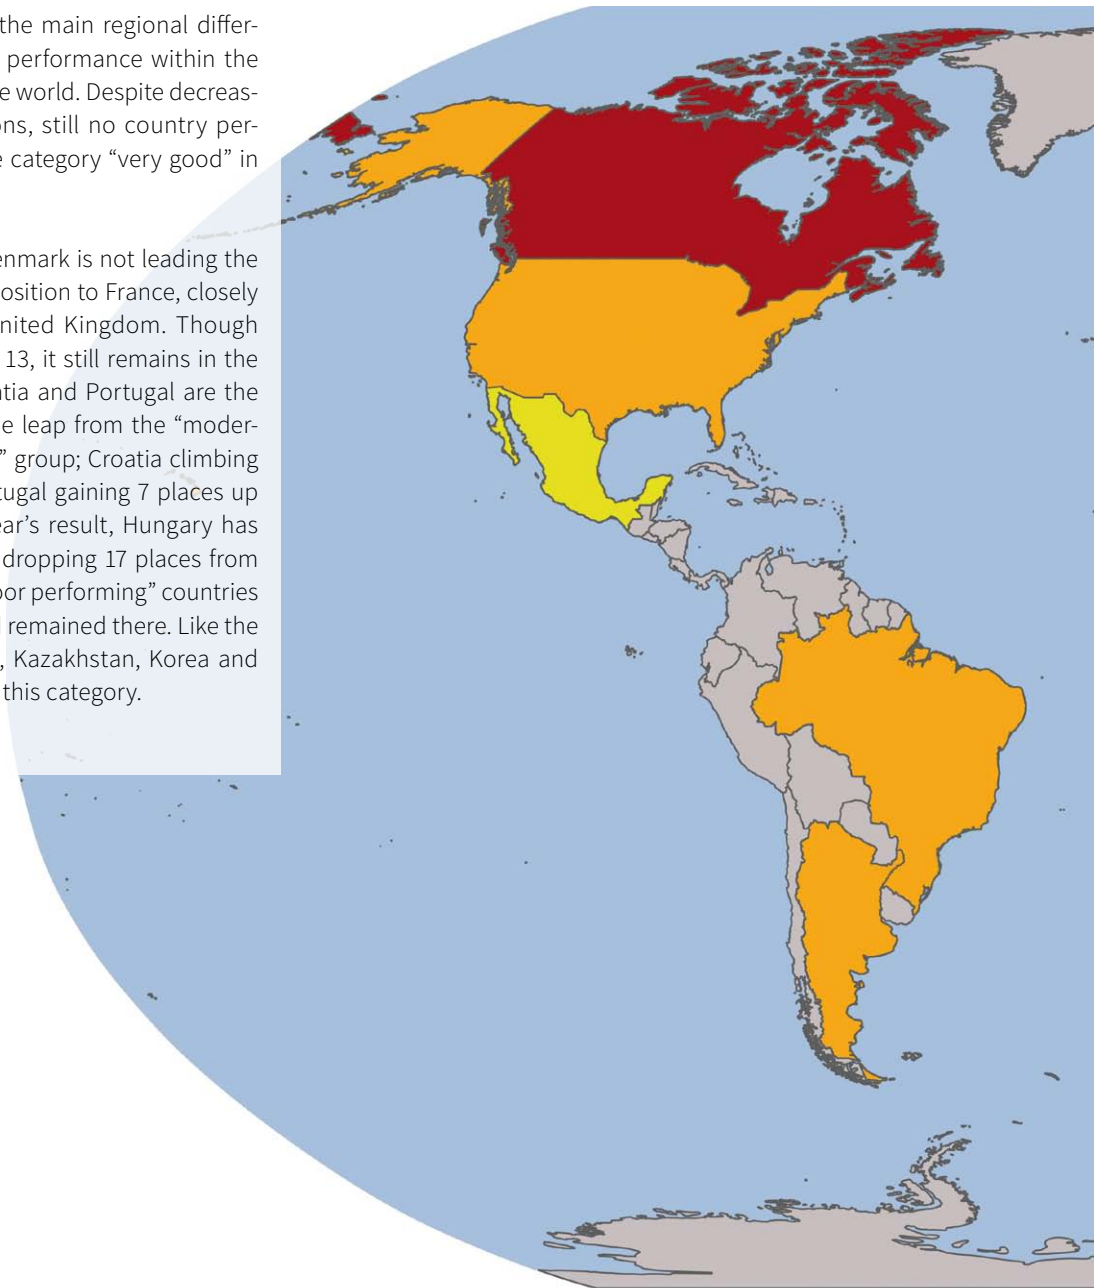 the main regional differ-
performance within the
e world. Despite decreas-
ons, still no country per-
e category “very good” in
enmark is not leading the
osition to France, closely
nited Kingdom. Though
13, it still remains in the
atia and Portugal are the
e leap from the “moder-
” group; Croatia climbing
tugal gaining 7 places up
ear’s result, Hungary has
dropping 17 places from
oor performing” countries
l remained there. Like the
, Kazakhstan, Korea and
this category.